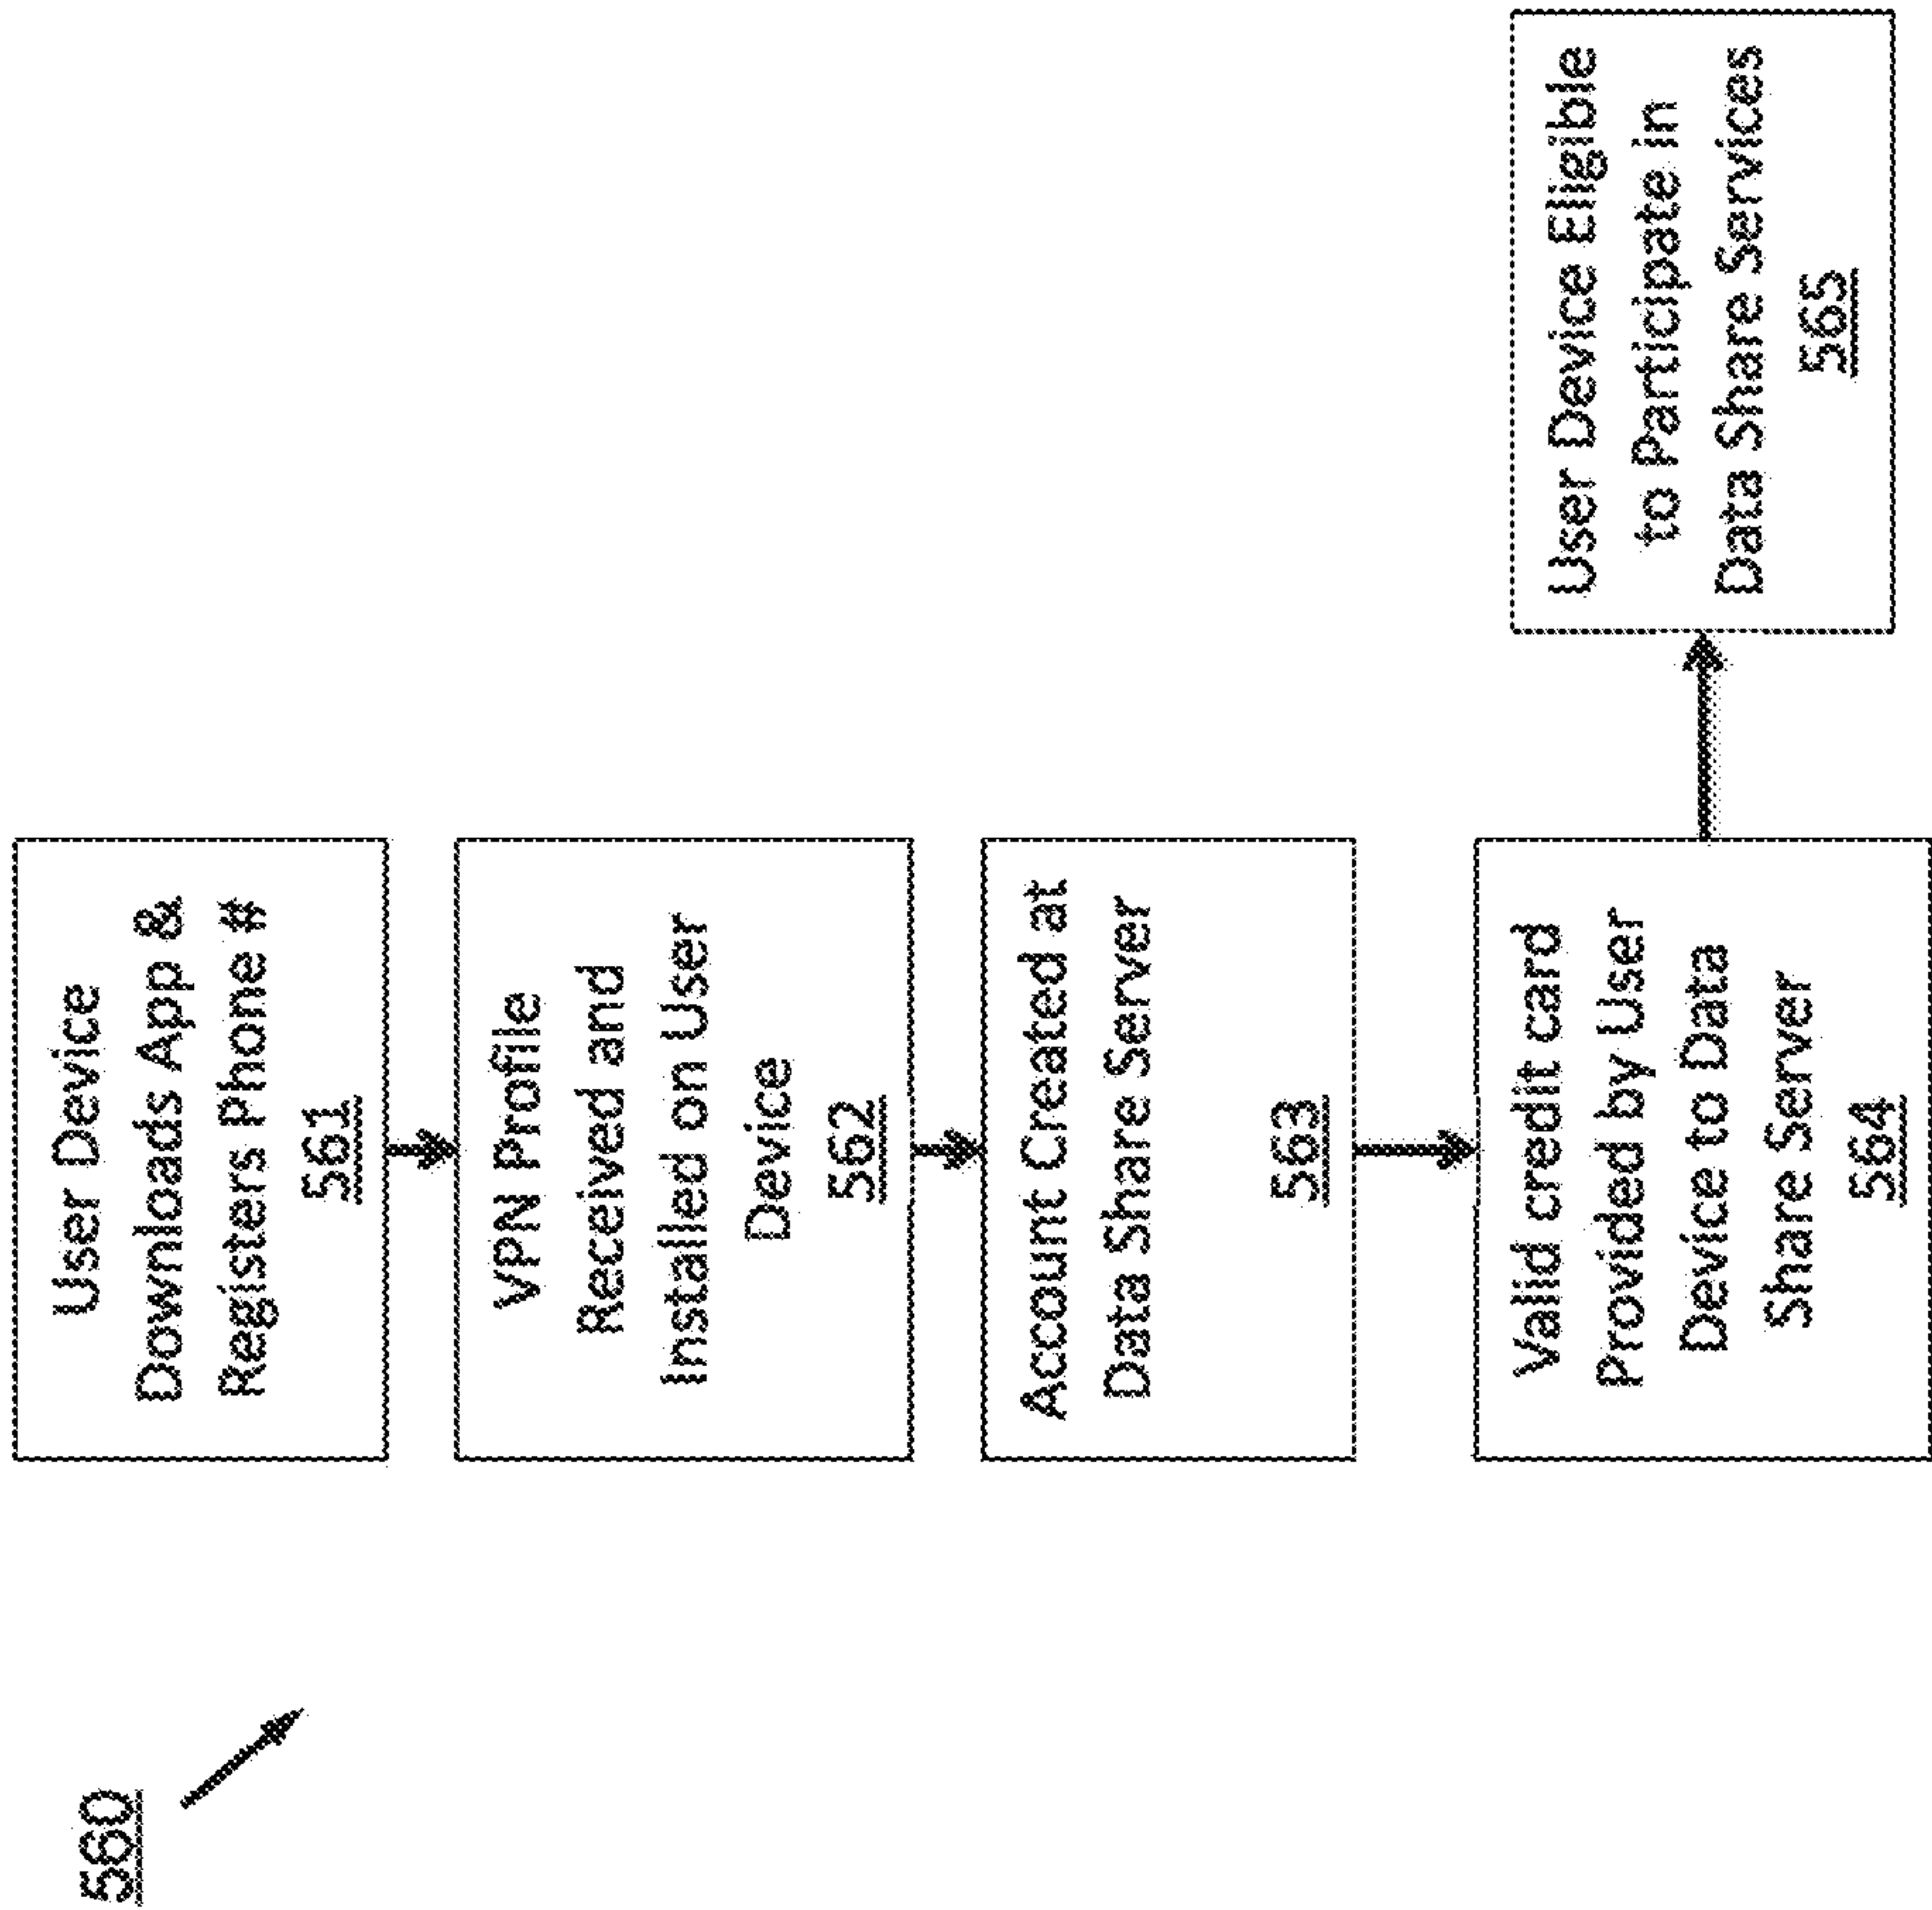 560
User Device
Downloads App &
Registers Phone #
561
VPN Profile
Received and
Installed on User
Device
562
Account Created at
Data Share Server
563
Valid credit card
Provided by User
Device to Data
Share Server
564
User Device Eligible
to Participate in
Data Share Services
565